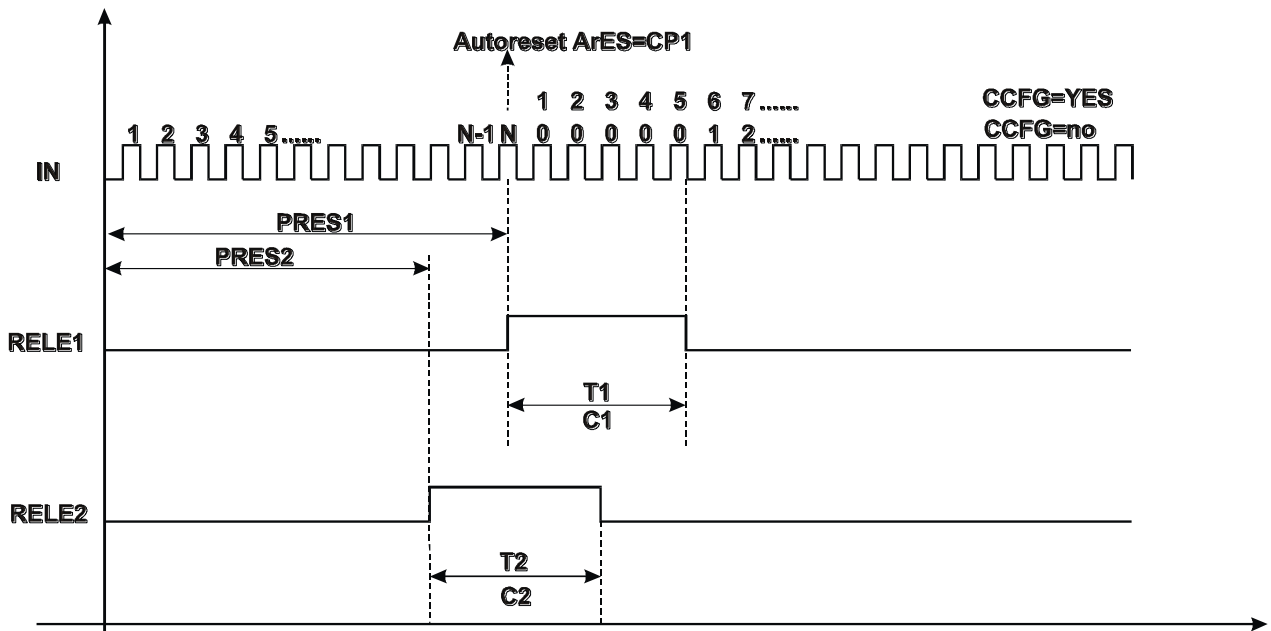 Autoreset ArES=CP1
1 2 3 4 5 6 7...... CCFG=YES
1 2 3 4 5...... N-1 N 0 0 0 0 0 1 2...... CCFG=no
IN
PRES1
PRES2
RELE1
T1
C1
RELE2
T2
C2